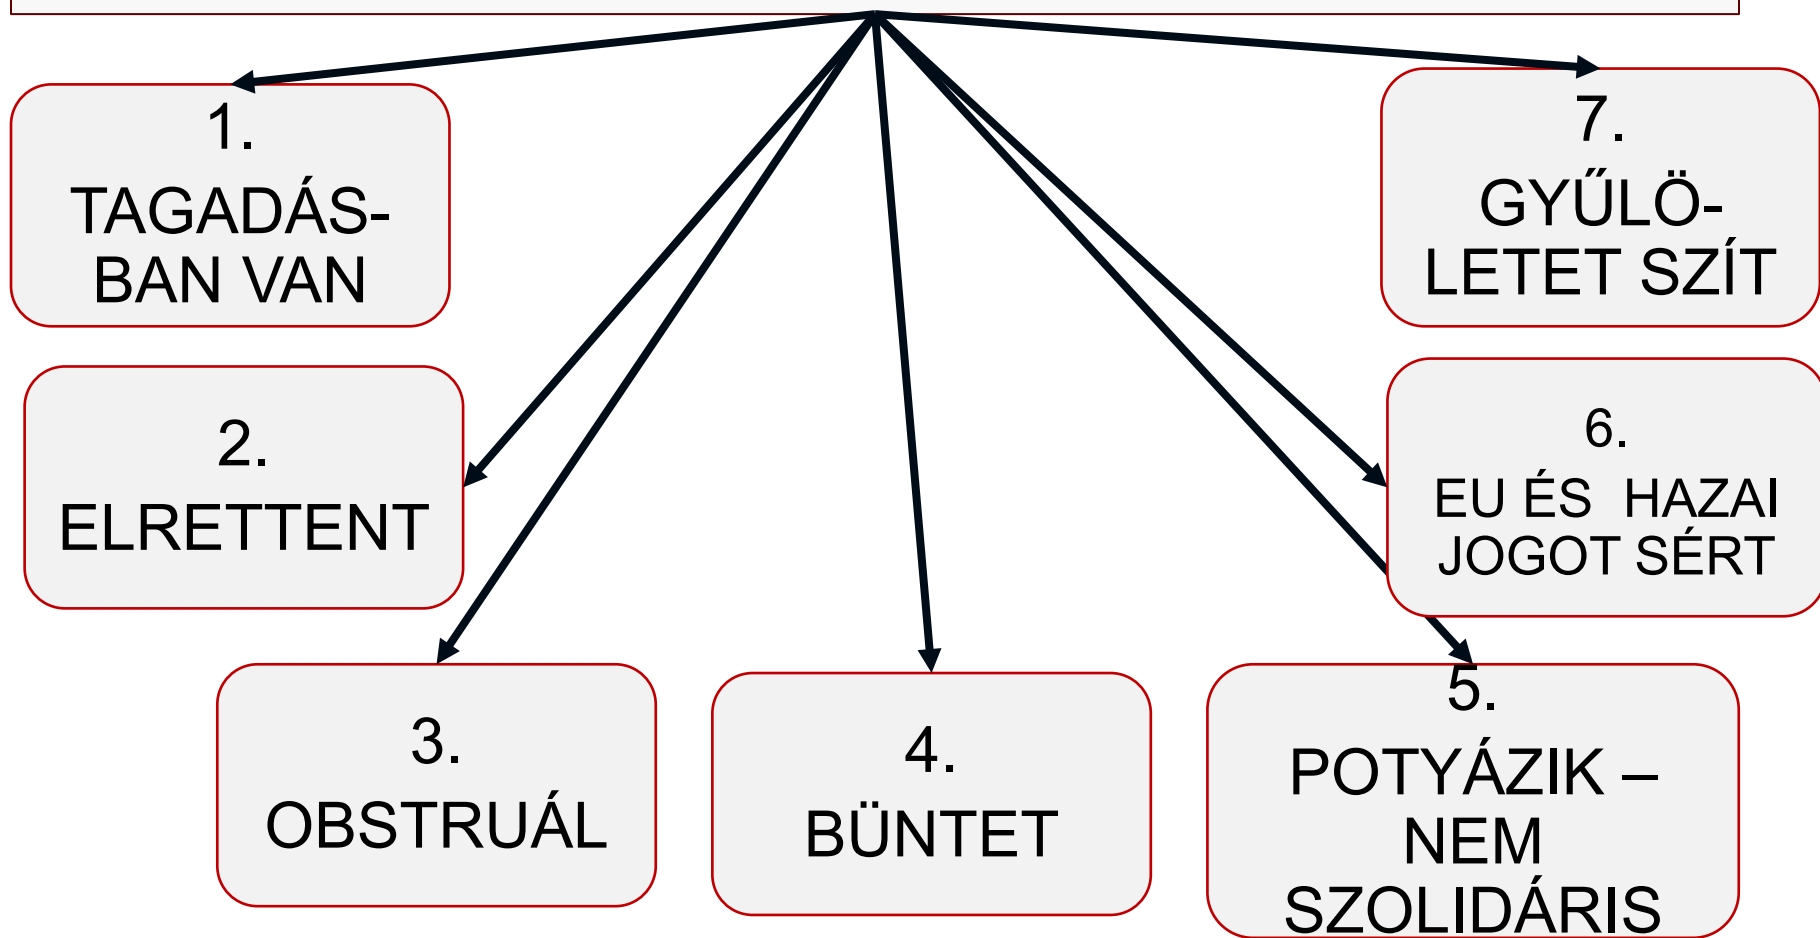 1.
TAGADÁS-
BAN VAN
2.
ELRETTENT
3.
OBSTRUÁL
4.
BÜNTET
5.
POTYÁZIK –
NEM
SZOLIDÁRIS
6.
EU ÉS  HAZAI
JOGOT SÉRT
7.
GYŰLÖ-
LETET SZÍT